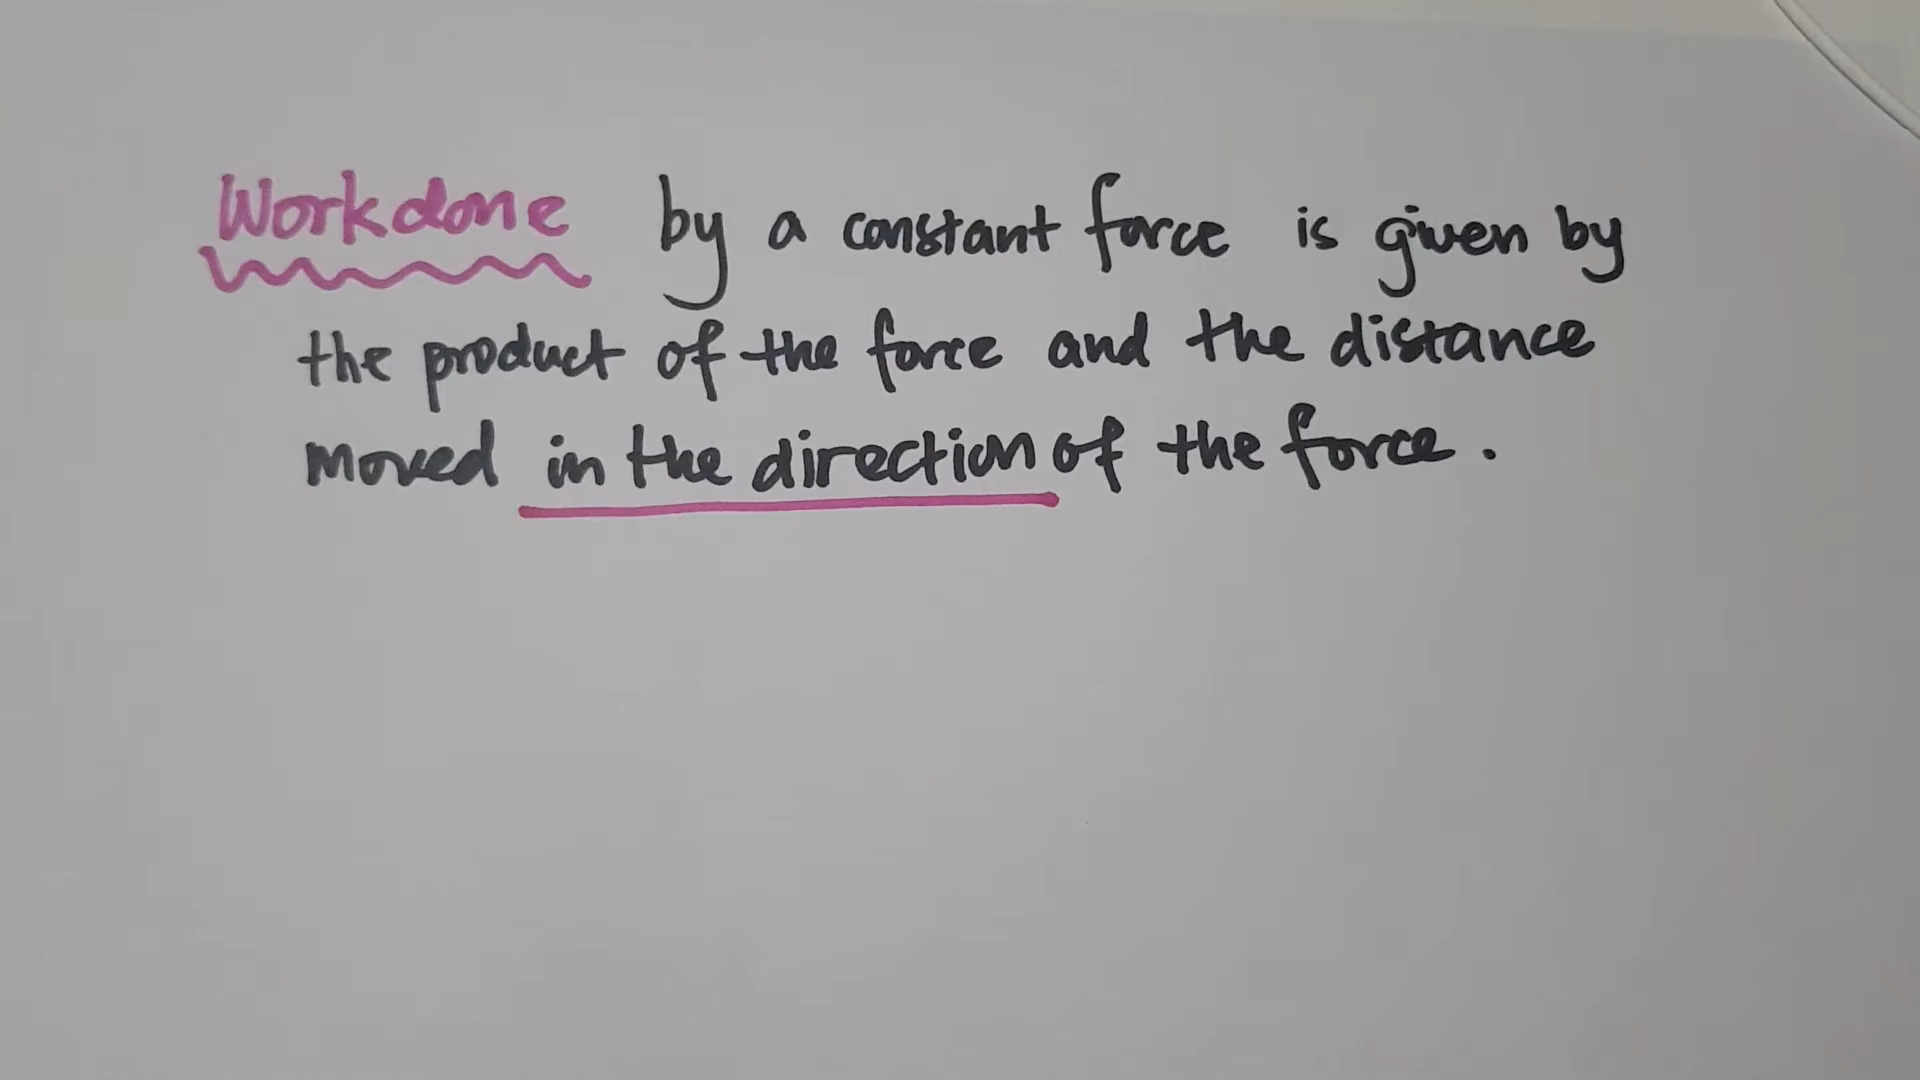 Workdone by a constant force is given by
the product of the force and the distance
moved in the direction of the force.